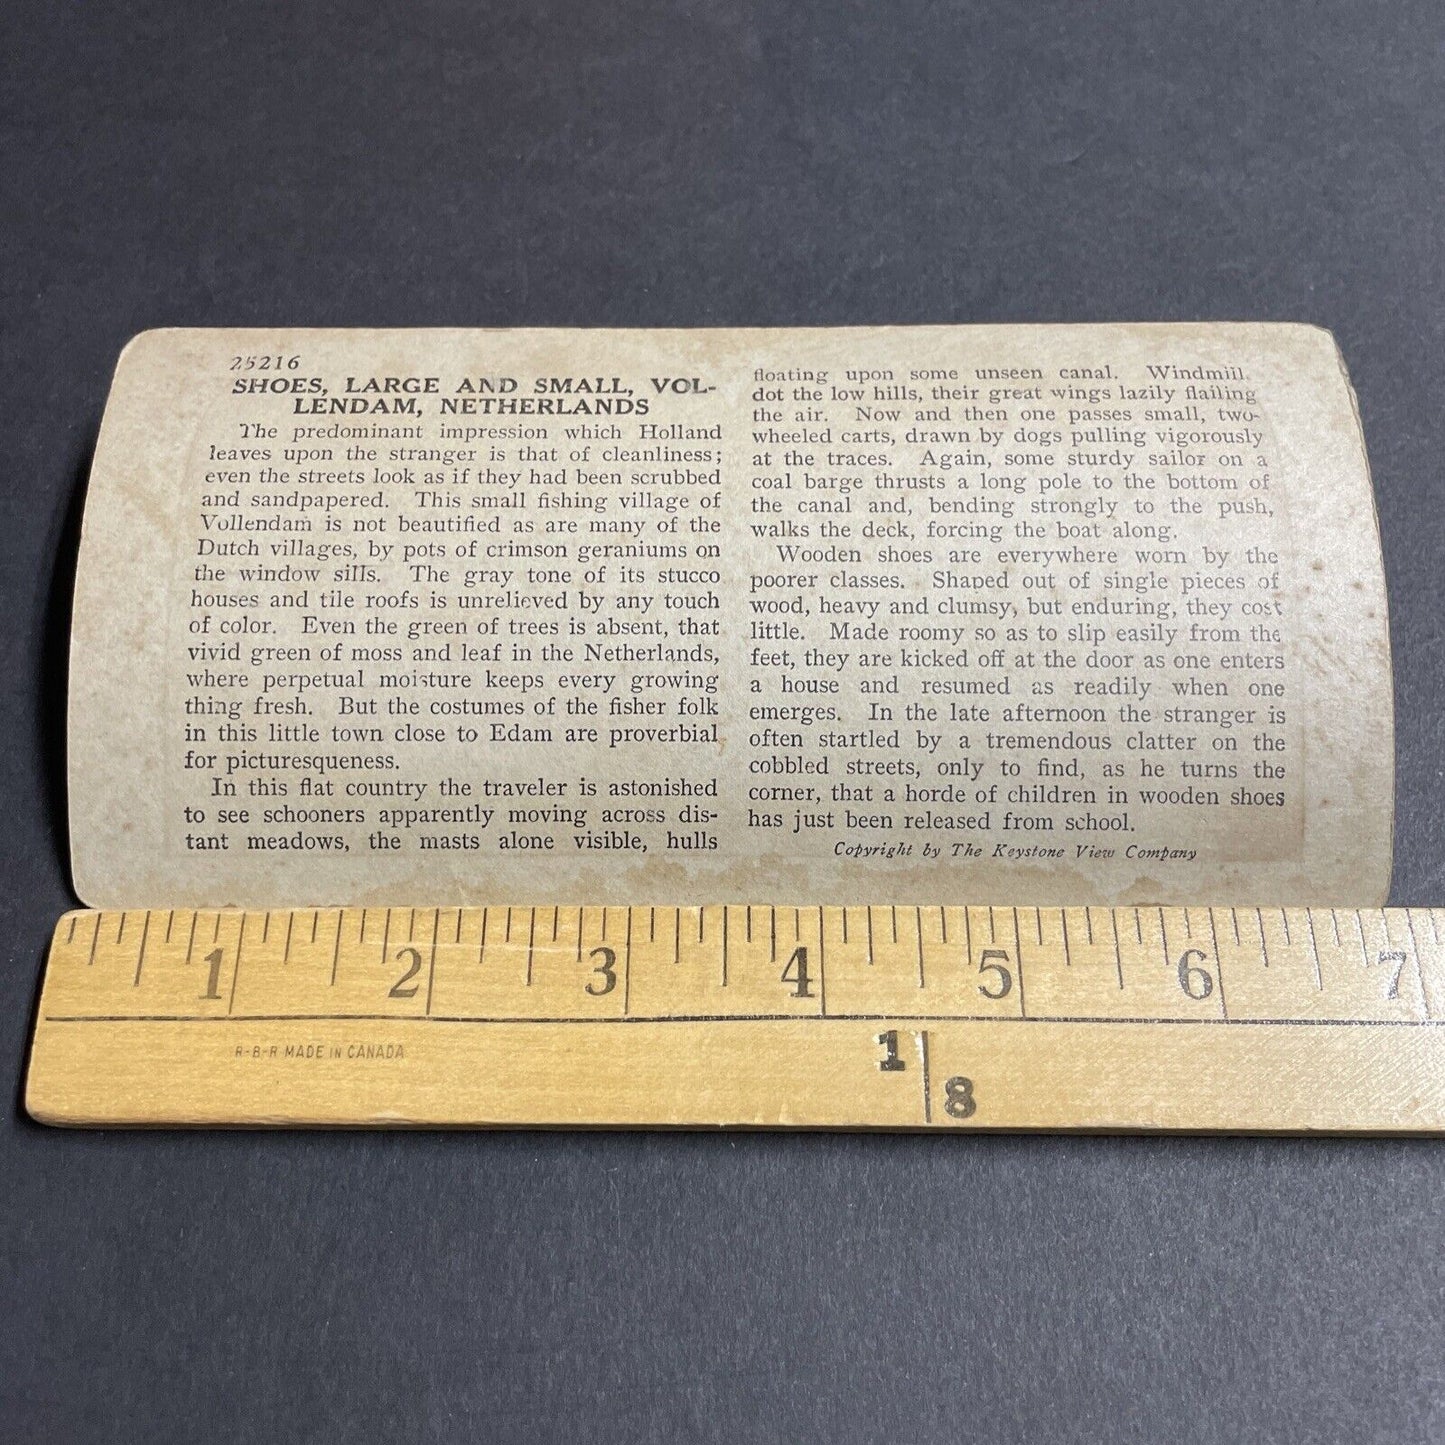 25216
SHOES, LARGE AND SMALL, VOL-
LENDAM, NETHERLANDS
The predominant impression which Holland
leaves upon the stranger is that of cleanliness;
even the streets look as if they had been scrubbed
and sandpapered. This small fishing village of
Vollendam is not beautified as are many of the
Dutch villages, by pots of crimson geraniums on
the window sills. The gray tone of its stucco
houses and tile roofs is unrelieved by any touch
of color. Even the green of trees is absent, that
vivid green of moss and leaf in the Netherlands,
where perpetual moisture keeps every growing
thing fresh. But the costumes of the fisher folk
in this little town close to Edam are proverbial
for picturesqueness.
In this flat country the traveler is astonished
to see schooners apparently moving across dis-
tant meadows, the masts alone visible, hulls
floating upon some unseen canal. Windmill
dot the low hills, their great wings lazily flailing
the air. Now and then one passes small, two-
wheeled carts, drawn by dogs pulling vigorously
at the traces. Again, some sturdy sailor on a
coal barge thrusts a long pole to the bottom of
the canal and, bending strongly to the push,
walks the deck, forcing the boat along.
Wooden shoes are everywhere worn by the
poorer classes. Shaped out of single pieces of
wood, heavy and clumsy, but enduring, they cost
little. Made roomy so as to slip easily from the
feet, they are kicked off at the door as one enters
a house and resumed as readily when one
emerges. In the late afternoon the stranger is
often startled by a tremendous clatter on the
cobbled streets, only to find, as he turns the
corner, that a horde of children in wooden shoes
has just been released from school.
Copyright by The Keystone View Company
1 2 3 4 5 6 7
R-B-R MADE IN CANADA
1 8